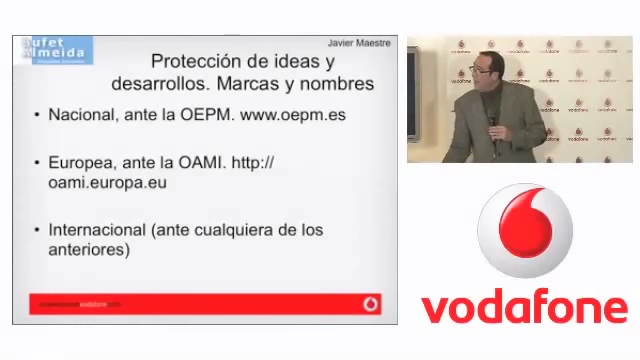 Bufet
Almeida
Javier Maestre
Protección de ideas y
desarrollos. Marcas y nombres
• Nacional, ante la OEPM. www.oepm.es
• Europea, ante la OAMI. http://
oami.europa.eu
• Internacional (ante cualquiera de los
anteriores)
vodafone
vodafone